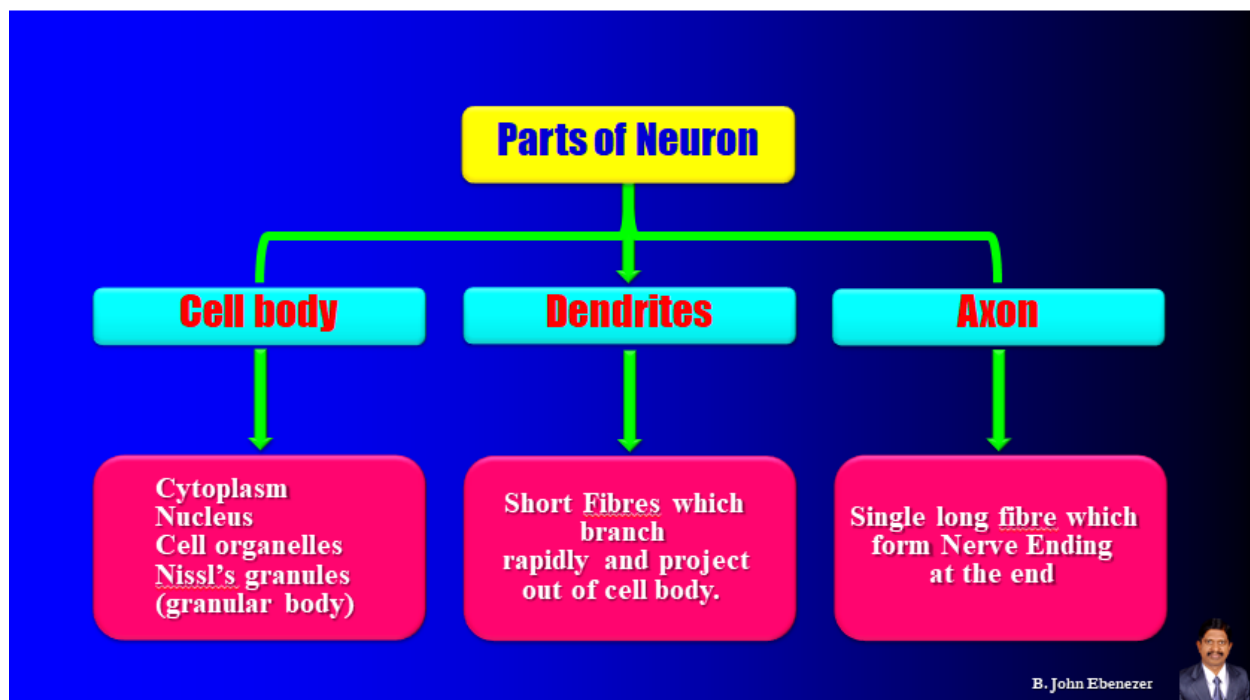 Parts of Neuron
Cell body
Dendrites
Axon
Cytoplasm
Nucleus
Cell organelles
Nissl's granules
(granular body)
Short Fibres which
branch
rapidly and project
out of cell body.
Single long fibre which
form Nerve Ending
at the end
B. John Ebenezer